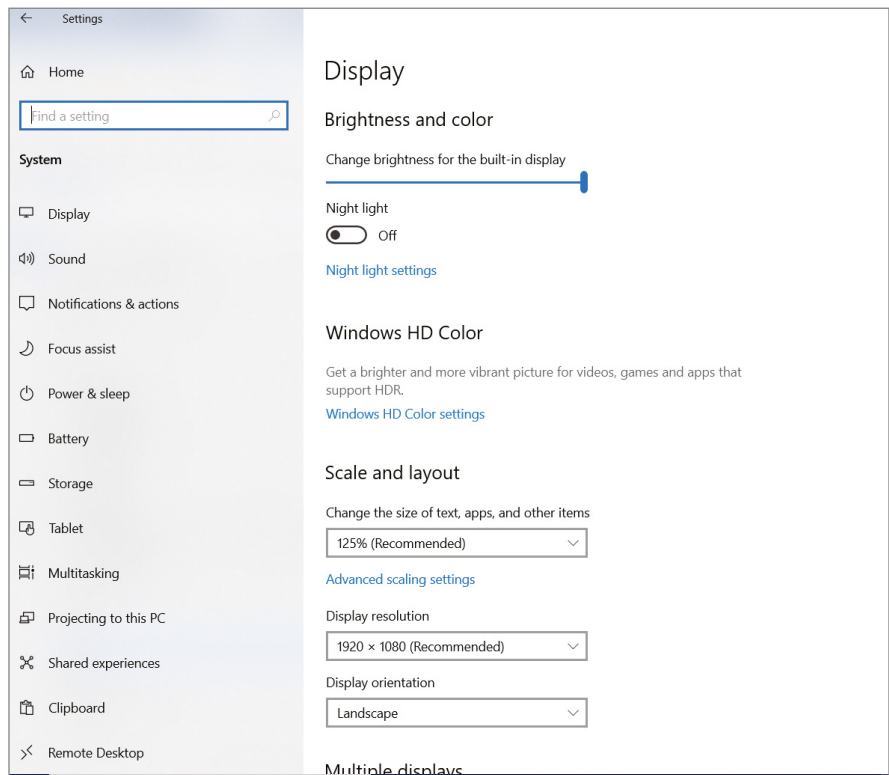 Settings
Home
Find a setting
System
Display
Sound
Notifications & actions
Focus assist
Power & sleep
Battery
Storage
Tablet
Multitasking
Projecting to this PC
Shared experiences
Clipboard
Remote Desktop
Display
Brightness and color
Change brightness for the built-in display
Night light
Off
Night light settings
Windows HD Color
Get a brighter and more vibrant picture for videos, games and apps that
support HDR.
Windows HD Color settings
Scale and layout
Change the size of text, apps, and other items
125% (Recommended)
Advanced scaling settings
Display resolution
1920 × 1080 (Recommended)
Display orientation
Landscape
Multiple displays